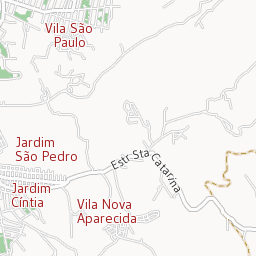 Vila São
Paulo
Jardim
São Pedro
Estr Sta Catarina
Jardim
Cíntia
Vila Nova
Aparecida